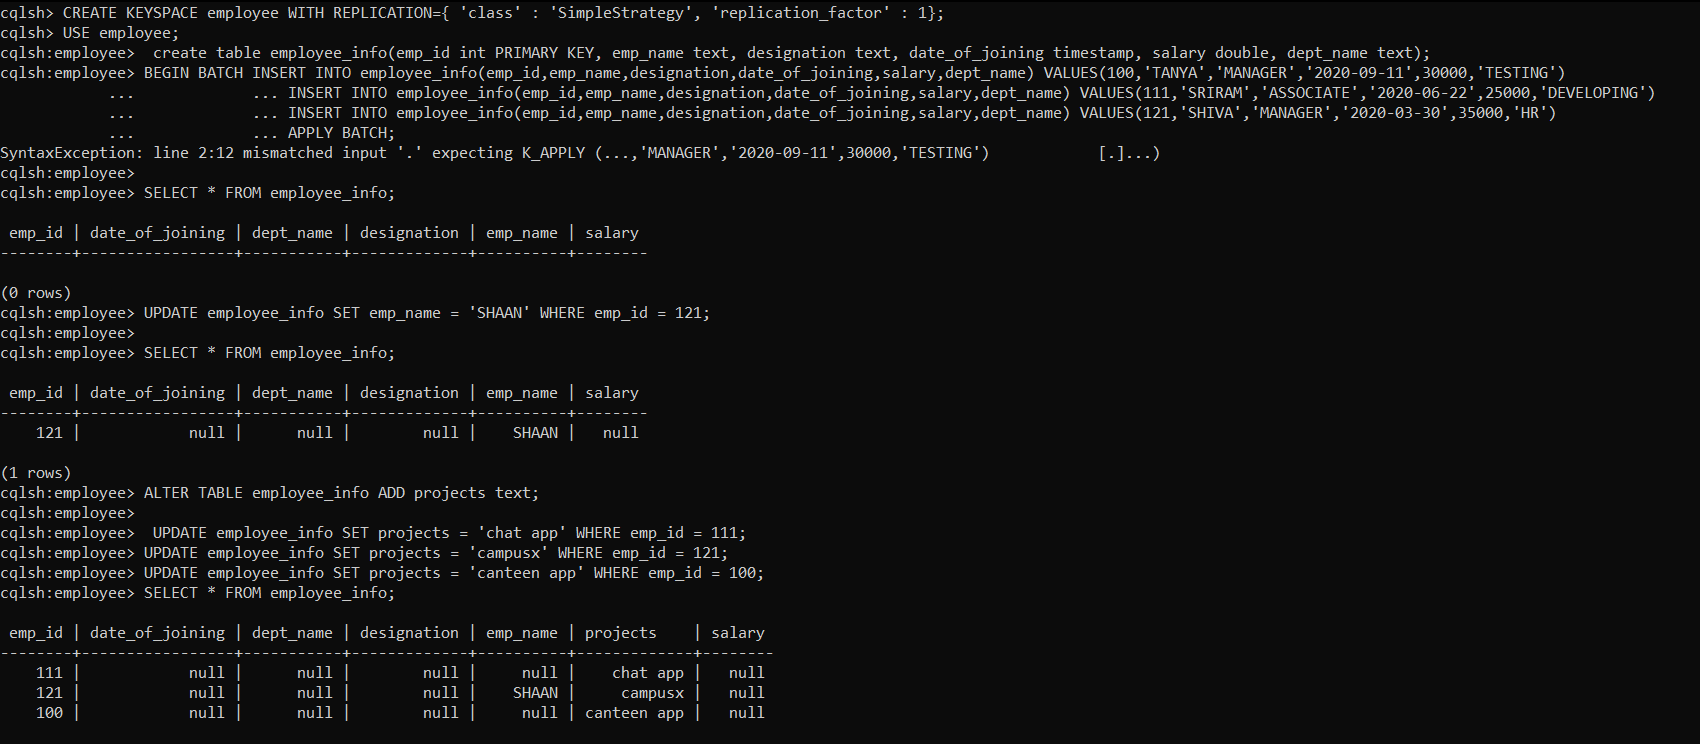 cqlsh> CREATE KEYSPACE employee WITH REPLICATION={ 'class' : 'SimpleStrategy', 'replication_factor' : 1};
cqlsh> USE employee;
cqlsh:employee>  create table employee_info(emp_id int PRIMARY KEY, emp_name text, designation text, date_of_joining timestamp, salary double, dept_name text);
cqlsh:employee> BEGIN BATCH INSERT INTO employee_info(emp_id,emp_name,designation,date_of_joining,salary,dept_name) VALUES(100,'TANYA','MANAGER','2020-09-11',30000,'TESTING')
            ...             ... INSERT INTO employee_info(emp_id,emp_name,designation,date_of_joining,salary,dept_name) VALUES(111,'SRIRAM','ASSOCIATE','2020-06-22',25000,'DEVELOPING')
            ...             ... INSERT INTO employee_info(emp_id,emp_name,designation,date_of_joining,salary,dept_name) VALUES(121,'SHIVA','MANAGER','2020-03-30',35000,'HR')
            ...             ... APPLY BATCH;
SyntaxException: line 2:12 mismatched input '.' expecting K_APPLY (...,'MANAGER','2020-09-11',30000,'TESTING')            [.]...)
cqlsh:employee>
cqlsh:employee> SELECT * FROM employee_info;
 emp_id | date_of_joining | dept_name | designation | emp_name | salary
--------+-----------------+-----------+-------------+----------+--------
(0 rows)
cqlsh:employee> UPDATE employee_info SET emp_name = 'SHAAN' WHERE emp_id = 121;
cqlsh:employee>
cqlsh:employee> SELECT * FROM employee_info;
 emp_id | date_of_joining | dept_name | designation | emp_name | salary
--------+-----------------+-----------+-------------+----------+--------
    121 |            null |      null |        null |    SHAAN |   null
(1 rows)
cqlsh:employee> ALTER TABLE employee_info ADD projects text;
cqlsh:employee>
cqlsh:employee>  UPDATE employee_info SET projects = 'chat app' WHERE emp_id = 111;
cqlsh:employee> UPDATE employee_info SET projects = 'campusx' WHERE emp_id = 121;
cqlsh:employee> UPDATE employee_info SET projects = 'canteen app' WHERE emp_id = 100;
cqlsh:employee> SELECT * FROM employee_info;
 emp_id | date_of_joining | dept_name | designation | emp_name | projects    | salary
--------+-----------------+-----------+-------------+----------+-------------+--------
    111 |            null |      null |        null |     null |    chat app |   null
    121 |            null |      null |        null |    SHAAN |     campusx |   null
    100 |            null |      null |        null |     null | canteen app |   null